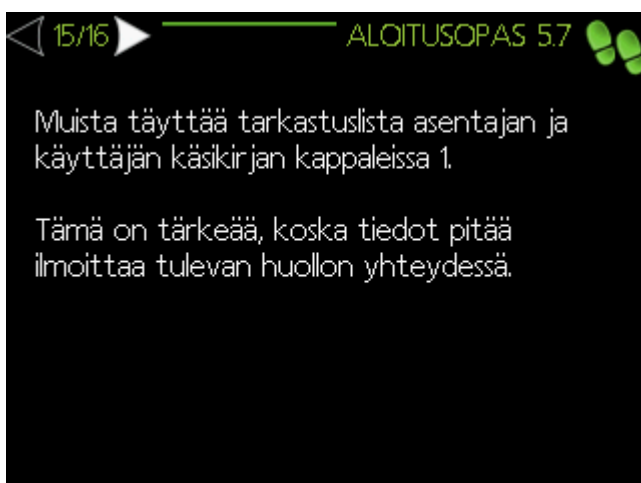 15/16
ALOITUSOPAS 5.7
Muista täyttää tarkastuslista asentajan ja
käyttäjän käsikirjan kappaleissa 1.
Tämä on tärkeää, koska tiedot pitää
ilmoittaa tulevan huollon yhteydessä.